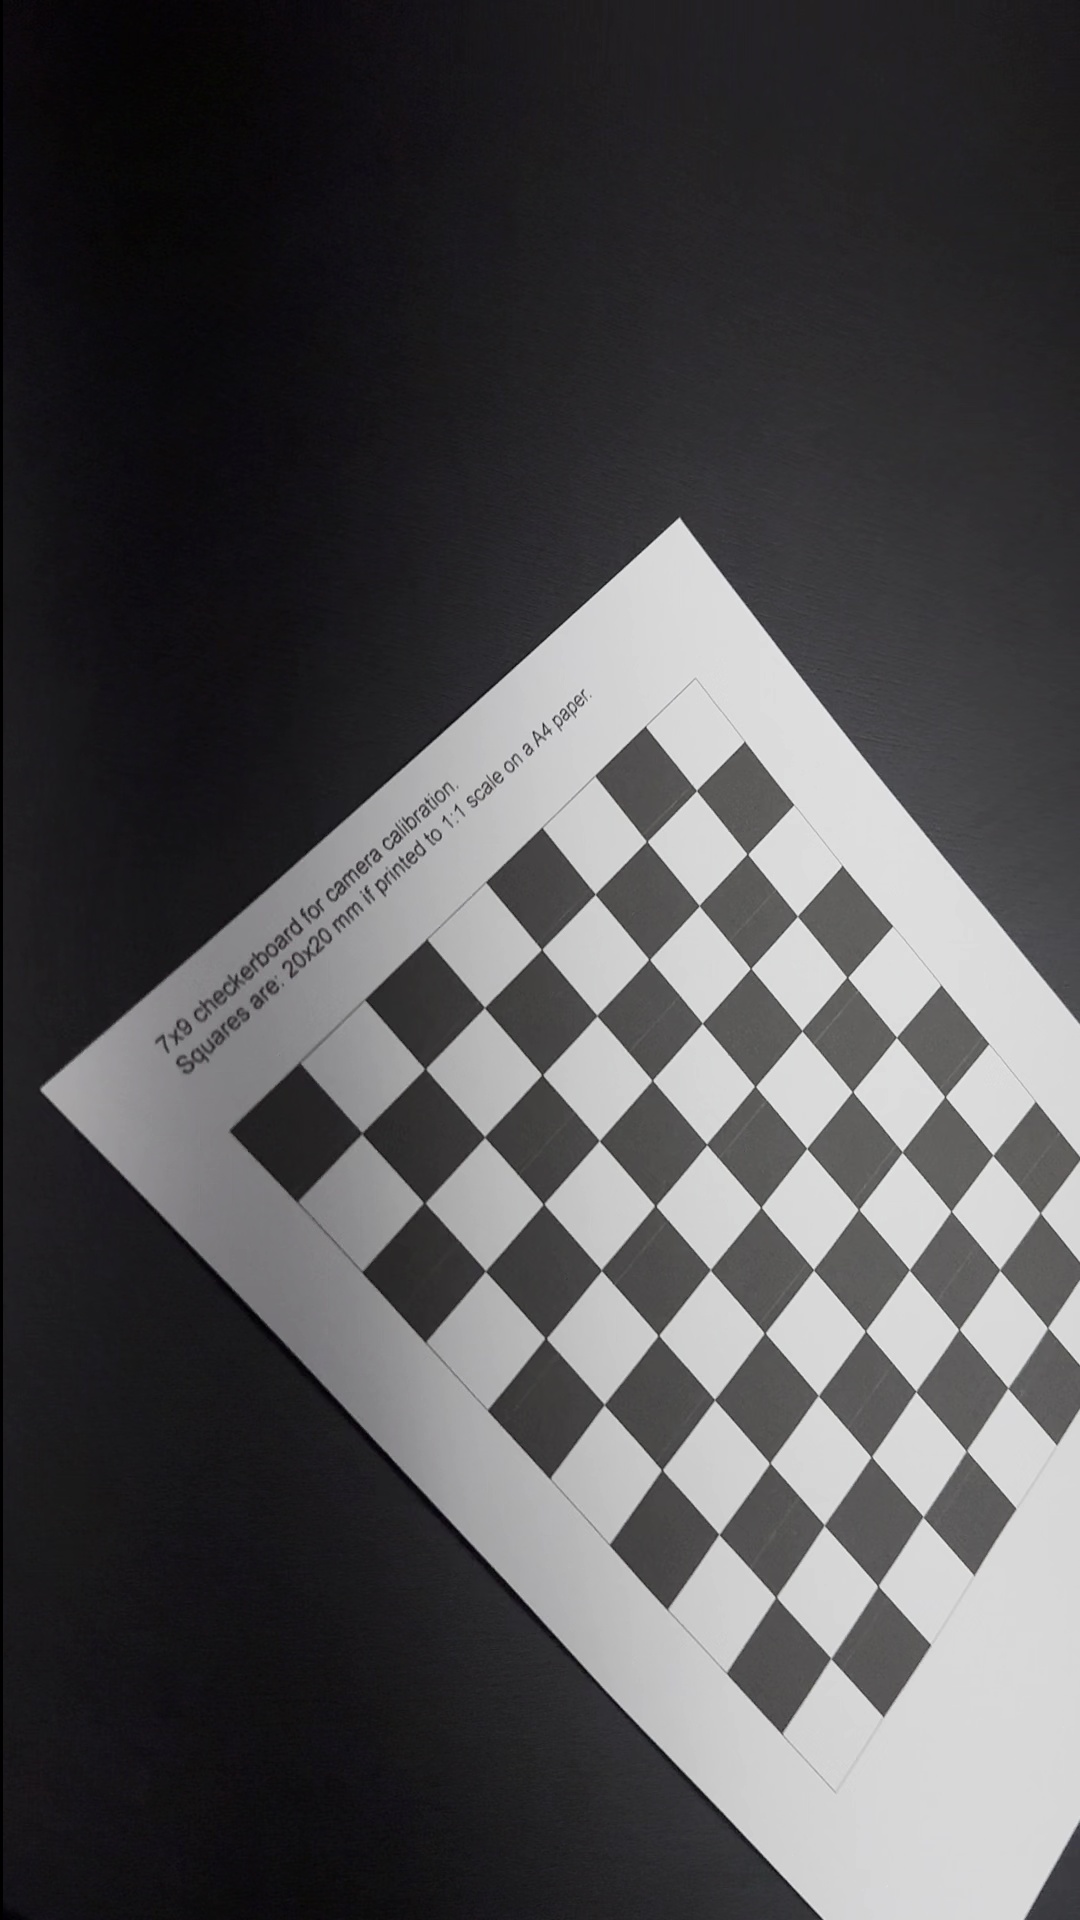 7x9 checkerboard for camera calibration.
Squares are: 20x20 mm if printed to 1:1 scale on a A4 paper.